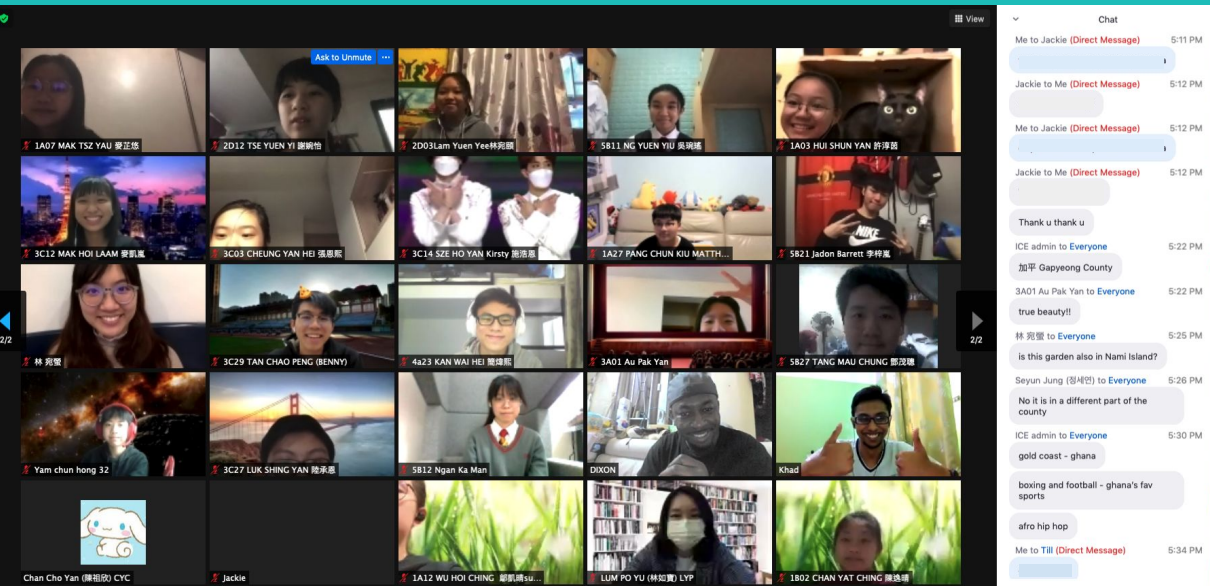 View
Ask to Unmute
1A07 MAK TSZ YAU 麥芷悠
2D12 TSE YUEN YI 謝婉怡
2D03Lam Yuen Yee林宛頤
5B11 NG YUEN YIU 吳琬瑤
1A03 HUI SHUN YAN 許淳茵
3C12 MAK HOI LAAM 麥凱嵐
3C03 CHEUNG YAN HEI 張恩熙
3C14 SZE HO YAN Kirsty 施浩恩
NIKE
1A27 PANG CHUN KIU MATTH...
5B21 Jadon Barrett 李梓嵐
2/2
2/2
林 宛螢
3C29 TAN CHAO PENG (BENNY)
4a23 KAN WAI HEI 簡煒熙
3A01 Au Pak Yan
5B27 TANG MAU CHUNG 鄧茂聰
Yam chun hong 32
3C27 LUK SHING YAN 陸承恩
5B12 Ngan Ka Man
DIXON
Khad
Chan Cho Yan (陳祖欣) CYC
Jackie
1A12 WU HOI CHING 鄔凱晴su...
LUM PO YU (林如寶) LYP
1B02 CHAN YAT CHING 陳逸晴
Chat
Me to Jackie (Direct Message) 5:11 PM
Jackie to Me (Direct Message) 5:12 PM
Me to Jackie (Direct Message) 5:12 PM
Jackie to Me (Direct Message) 5:12 PM
Thank u thank u
ICE admin to Everyone 5:22 PM
加平 Gapyeong County
3A01 Au Pak Yan to Everyone 5:22 PM
true beauty!!
林 宛螢 to Everyone 5:25 PM
is this garden also in Nami Island?
Seyun Jung (정세연) to Everyone 5:26 PM
No it is in a different part of the
county
ICE admin to Everyone 5:30 PM
gold coast - ghana
boxing and football - ghana's fav
sports
afro hip hop
Me to Till (Direct Message) 5:34 PM